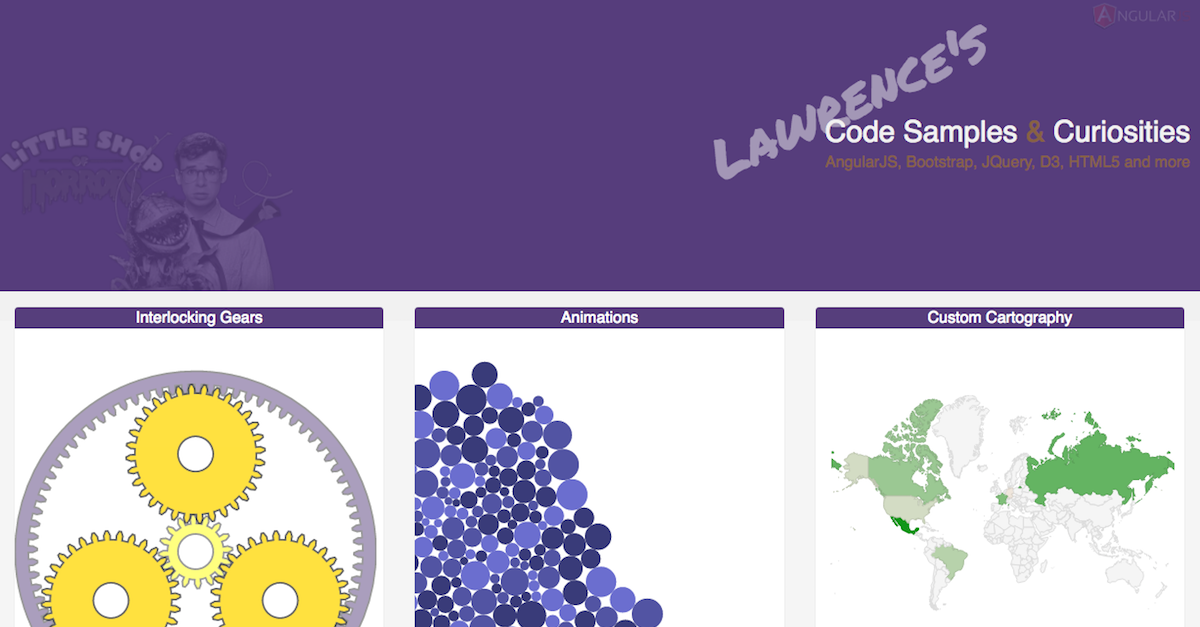 ANGULAR
LAWRENCE'S
Code Samples & Curiosities
AngularJS, Bootstrap, JQuery, D3, HTML5 and more
LiTTLE SHOP
OF
HORRORS
Interlocking Gears
Animations
Custom Cartography